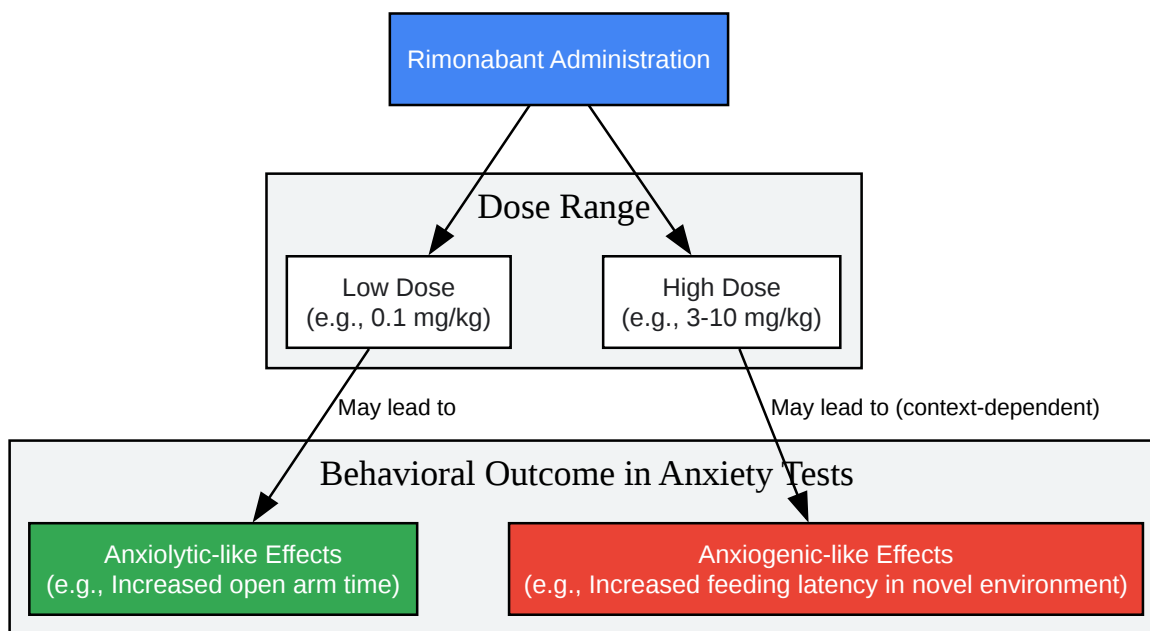 Rimonabant Administration
Dose Range
Low Dose
(e.g., 0.1 mg/kg)
High Dose
(e.g., 3-10 mg/kg)
May lead to
May lead to (context-dependent)
Behavioral Outcome in Anxiety Tests
Anxiolytic-like Effects
(e.g., Increased open arm time)
Anxiogenic-like Effects
(e.g., Increased feeding latency in novel environment)